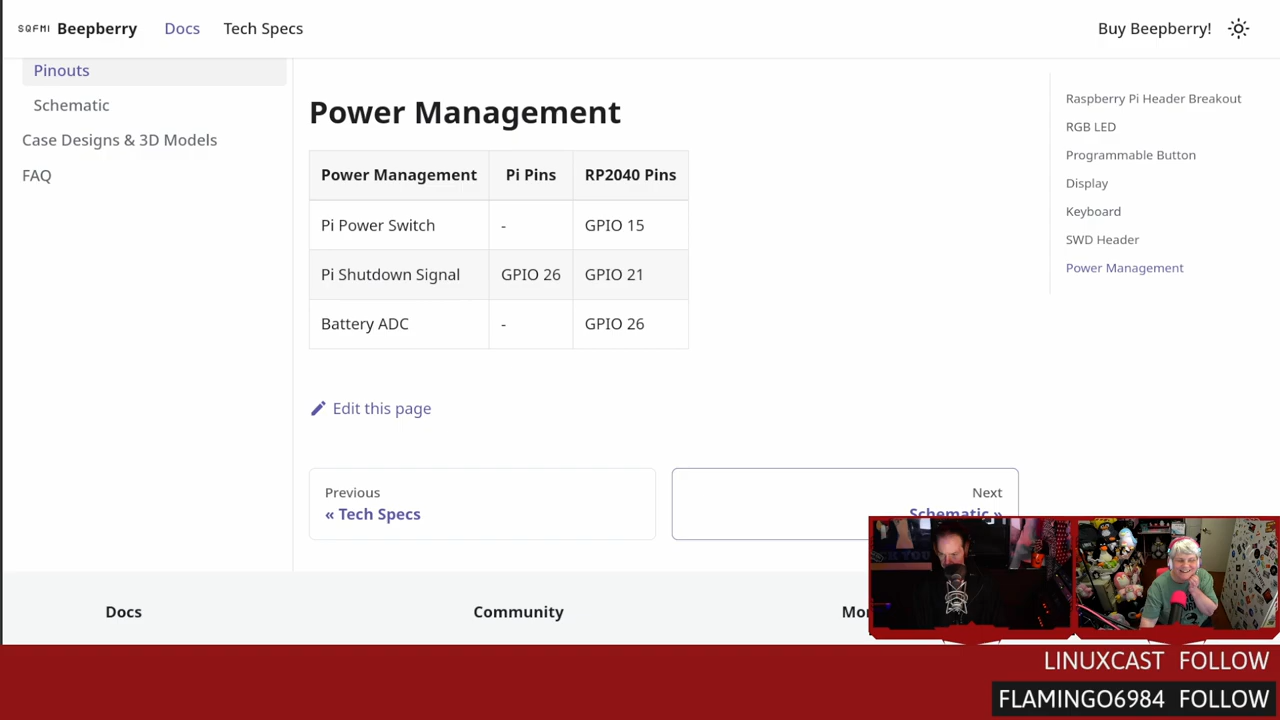 SQFMI Beepberry Docs Tech Specs Buy Beepberry!
Pinouts
Schematic
Case Designs & 3D Models
FAQ
Power Management
Power Management Pi Pins RP2040 Pins
Pi Power Switch - GPIO 15
Pi Shutdown Signal GPIO 26 GPIO 21
Battery ADC - GPIO 26
Edit this page
Previous
« Tech Specs
Next
Schematic »
Raspberry Pi Header Breakout
RGB LED
Programmable Button
Display
Keyboard
SWD Header
Power Management
Docs
Community
LINUXCAST FOLLOW
FLAMINGO6984 FOLLOW